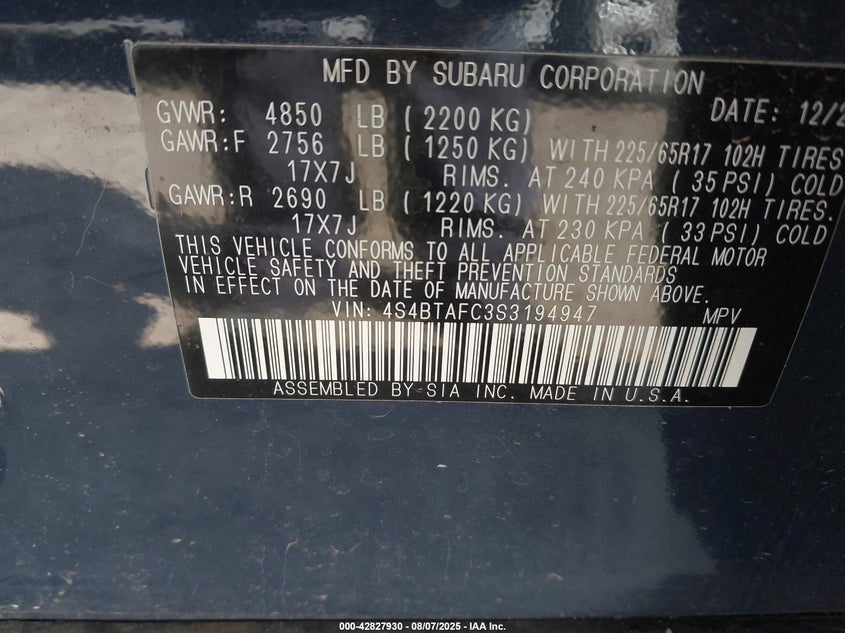 MFD BY SUBARU CORPORATION
GVWR: 4850 LB ( 2200 KG) DATE: 12/2
GAWR:F 2756 LB ( 1250 KG) WITH 225/65R17 102H TIRES
17X7J RIMS. AT 240 KPA ( 35 PSI) COLD
GAWR:R 2690 LB ( 1220 KG) WITH 225/65R17 102H TIRES.
17X7J RIMS. AT 230 KPA ( 33 PSI) COLD
THIS VEHICLE CONFORMS TO ALL APPLICABLE FEDERAL MOTOR
VEHICLE SAFETY AND THEFT PREVENTION STANDARDS
IN EFFECT ON THE DATE OF MANUFACTURE SHOWN ABOVE.
VIN: 4S4BTAFC3S3194947 MPV
ASSEMBLED BY SIA INC. MADE IN U.S.A.
000-42827930 - 08/07/2025 - IAA Inc.